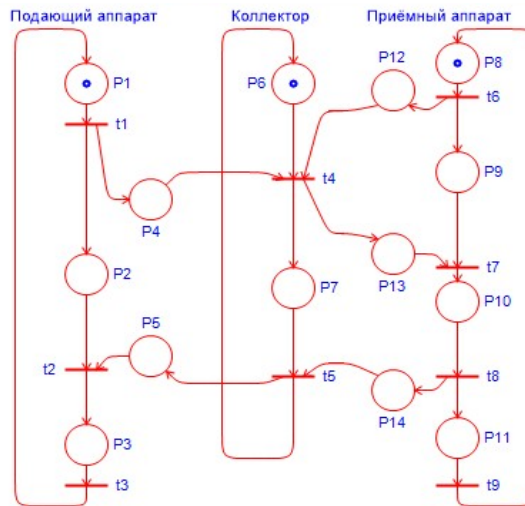 Подающий аппарат
Коллектор
Приёмный аппарат
P12
P8
P1
P6
t6
t1
t4
P9
P4
P13
t7
P2
P7
P10
P5
t2
t5
t8
P14
P3
P11
t3
t9